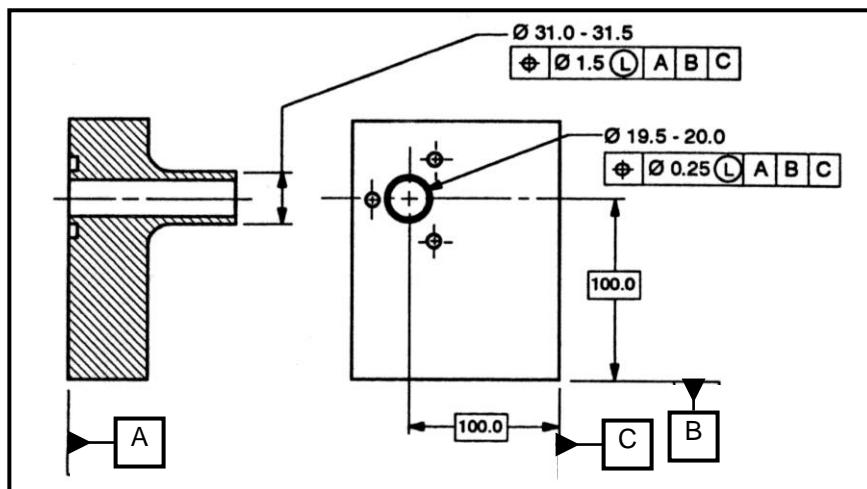 Ø 31.0 - 31.5
⌖ Ø 1.5 Ⓛ A B C
Ø 19.5 - 20.0
⌖ Ø 0.25 Ⓛ A B C
100.0
A
100.0
C
B